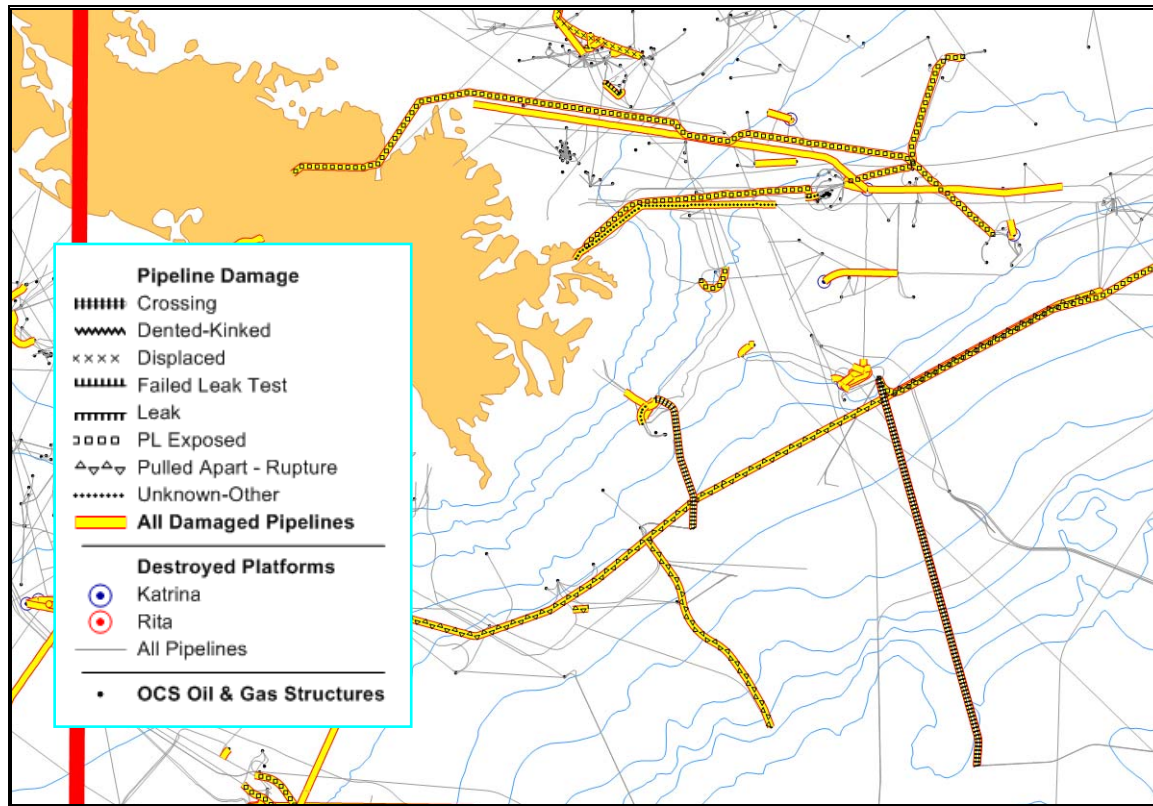 Pipeline Damage
Crossing
Dented-Kinked
Displaced
Failed Leak Test
Leak
PL Exposed
Pulled Apart - Rupture
Unknown-Other
All Damaged Pipelines
Destroyed Platforms
Katrina
Rita
All Pipelines
OCS Oil & Gas Structures